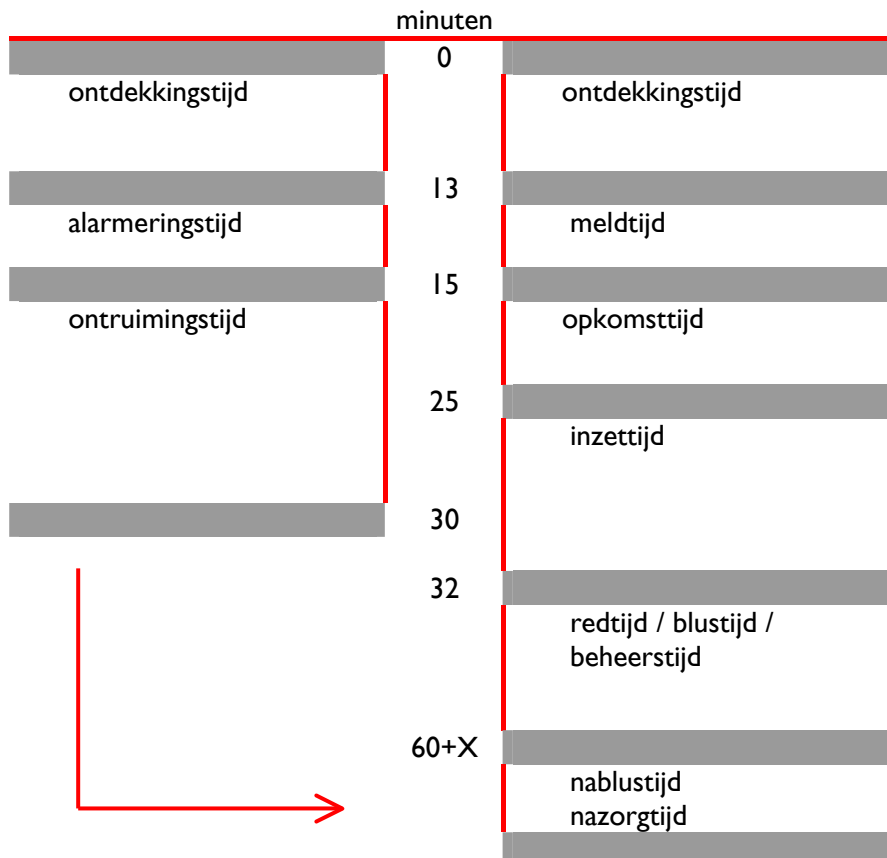 minuten
0
ontdekkingstijd
ontdekkingstijd
13
alarmeringstijd
meldtijd
15
ontruimingstijd
opkomsttijd
25
inzettijd
30
32
redtijd / blustijd /
beheerstijd
60+X
nablustijd
nazorgtijd